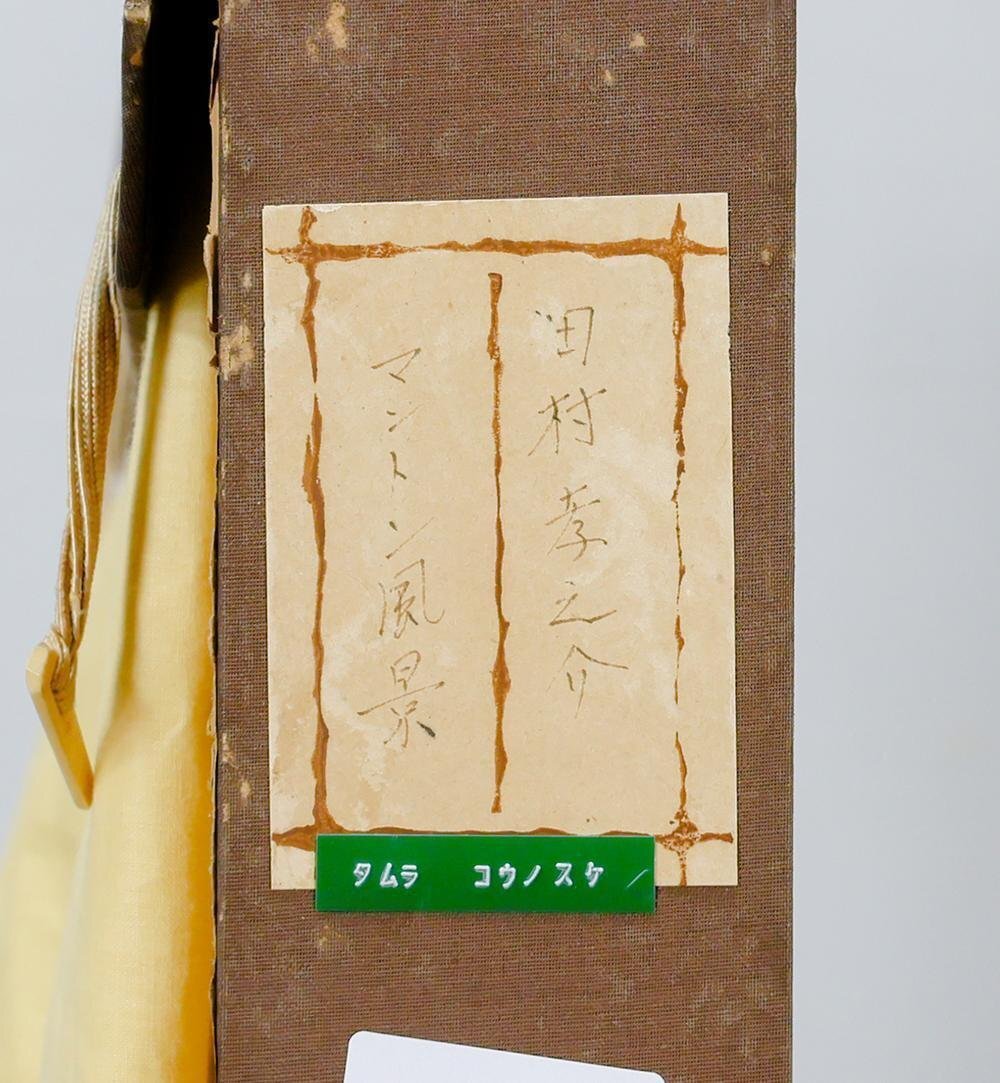 田村孝之介
マントン風景
タムラ コウノスケ